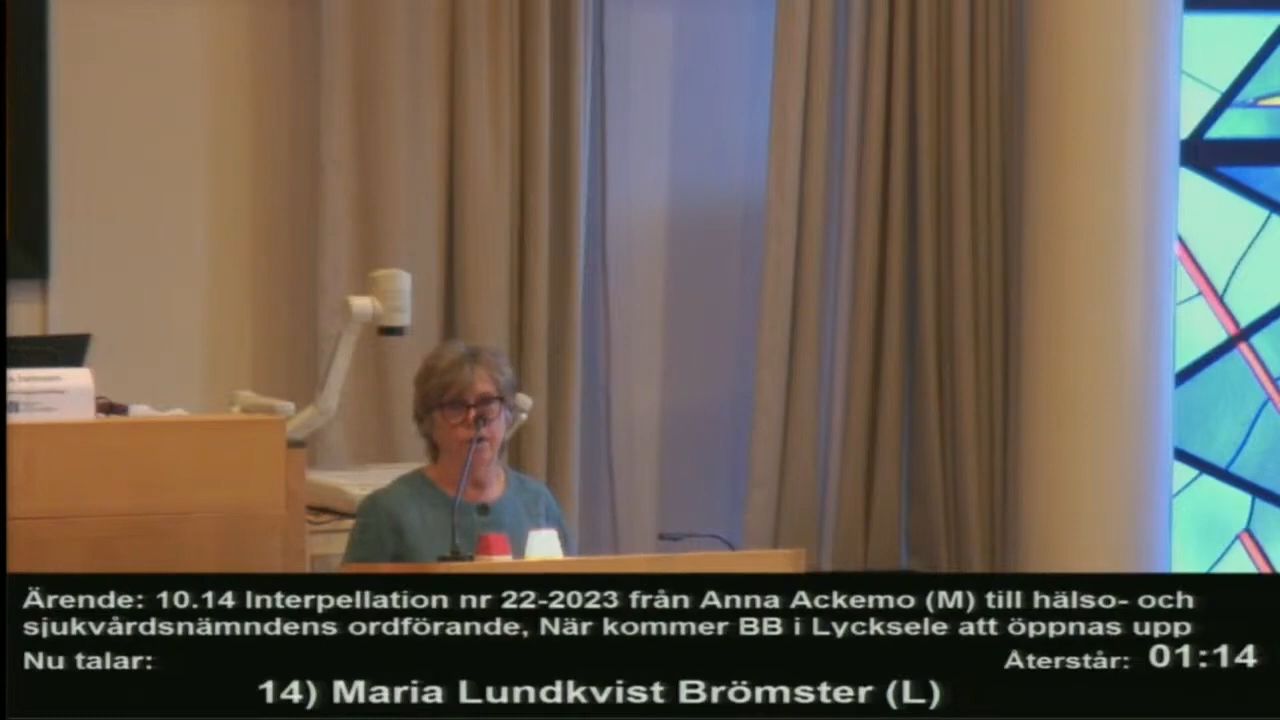 Ärende: 10.14 Interpellation nr 22-2023 från Anna Ackemo (M) till hälso- och
sjukvårdsnämndens ordförande, När kommer BB i Lycksele att öppnas upp
Nu talar:
Återstår: 01:14
14) Maria Lundkvist Brömster (L)